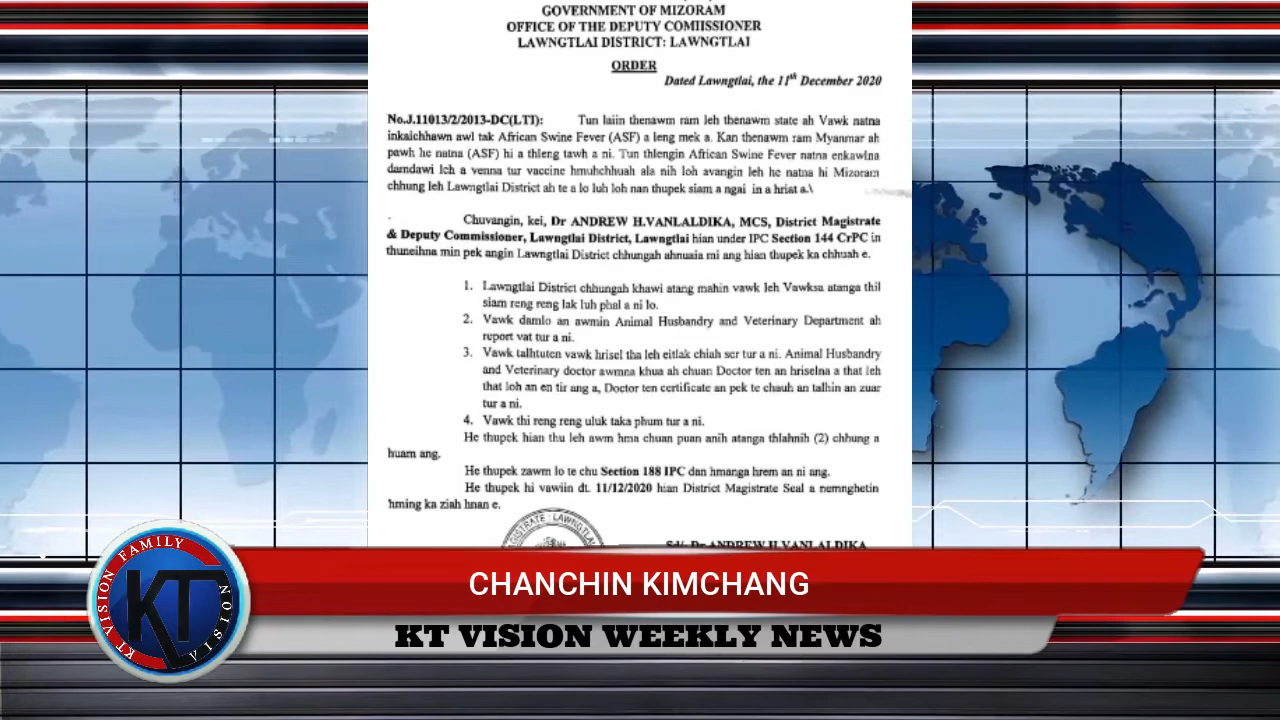 GOVERNMENT OF MIZORAM
OFFICE OF THE DEPUTY COMIISSIONER
LAWNGTLAI DISTRICT: LAWNGTLAI
ORDER
Dated Lawngtlai, the 11th December 2020
No.J.11013/2/2013-DC(LTI): Tun laiin thenawm ram leh thenawm state ah Vawk natna
inkaichhawn awl tak African Swine Fever (ASF) a leng mek a. Kan thenawm ram Myanmar ah
pawh he natna (ASF) hi a thleng tawh a ni. Tun thlengin African Swine Fever natna enkawlna
damdawi leh a venna tur vaccine hmuhchhuah ala nih loh avangin leh he natna hi Mizoram
chhung leh Lawngtlai District ah te a lo luh loh nan thupek siam a ngai in a hriat a.\
Chuvangin, kei, Dr ANDREW H.VANLALDIKA, MCS, District Magistrate
& Deputy Commissioner, Lawngtlai District, Lawngtlai hian under IPC Section 144 CrPC in
thuneihna min pek angin Lawngtlai District chhungah ahnuaia mi ang hian thupek ka chhuah e.
1. Lawngtlai District chhungah khawi atang mahin vawk leh Vawksa atanga thil
siam reng reng lak luh phal a ni lo.
2. Vawk damlo an awmin Animal Husbandry and Veterinary Department ah
report vat tur a ni.
3. Vawk talhtuten vawk hrisel tha leh eitlak chiah ser tur a ni. Animal Husbandry
and Veterinary doctor awmna khua ah chuan Doctor ten an hriselna a that leh
that loh an en tir ang a, Doctor ten certificate an pek te chauh an talhin an zuar
tur a ni.
4. Vawk thi reng reng uluk taka phum tur a ni.
He thupek hian thu leh awm hma chuan puan anih atanga thlahnih (2) chhung a
huam ang.
He thupek zawm lo te chu Section 188 IPC dan hmanga hrem an ni ang.
He thupek hi vawiin dt. 11/12/2020 hian District Magistrate Seal a nemnghetin
hming ka ziah hnan e.
Sd/- Dr ANDREW H.VANLALDIKA
CHANCHIN KIMCHANG
KT VISION WEEKLY NEWS
KT VISION FAMILY
KT
VISION